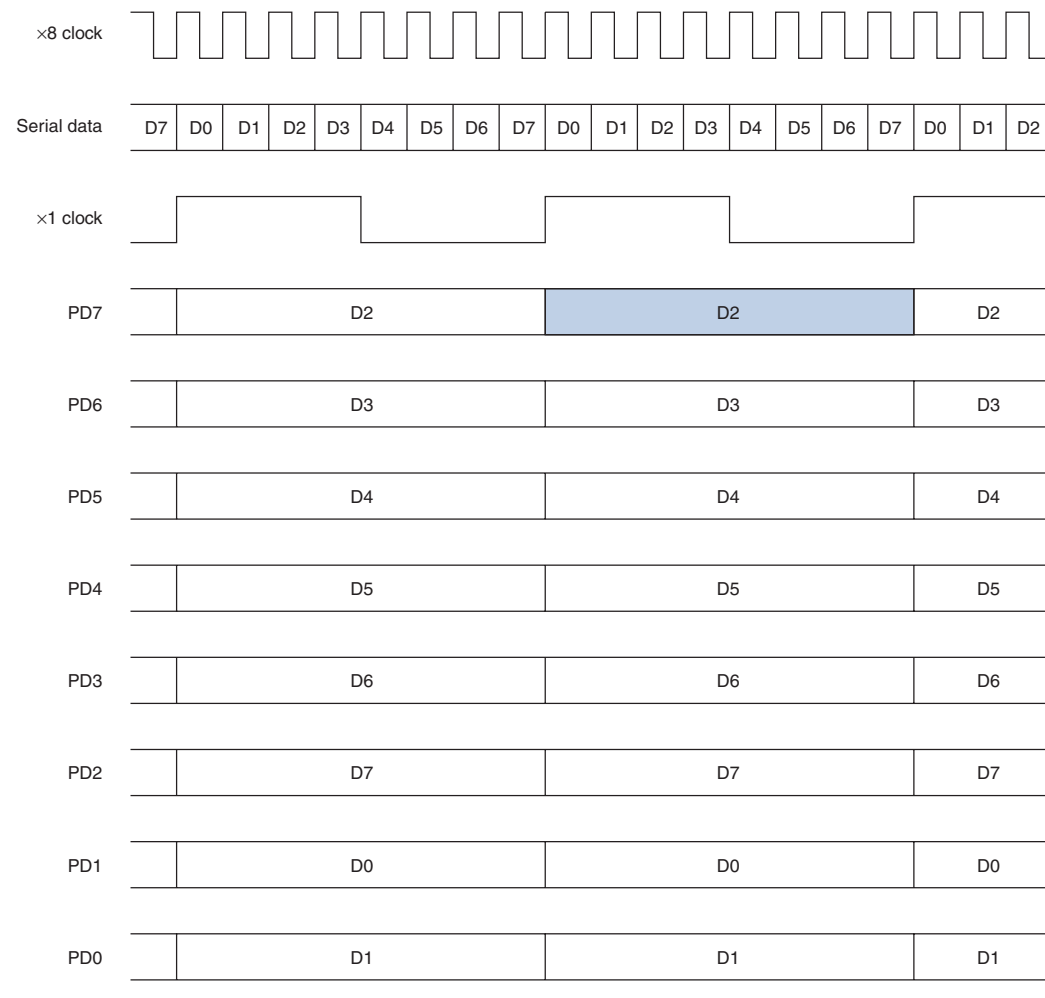 ×8 clock
Serial data D7 D0 D1 D2 D3 D4 D5 D6 D7 D0 D1 D2 D3 D4 D5 D6 D7 D0 D1 D2
×1 clock
PD7 D2 D2 D2
PD6 D3 D3 D3
PD5 D4 D4 D4
PD4 D5 D5 D5
PD3 D6 D6 D6
PD2 D7 D7 D7
PD1 D0 D0 D0
PD0 D1 D1 D1